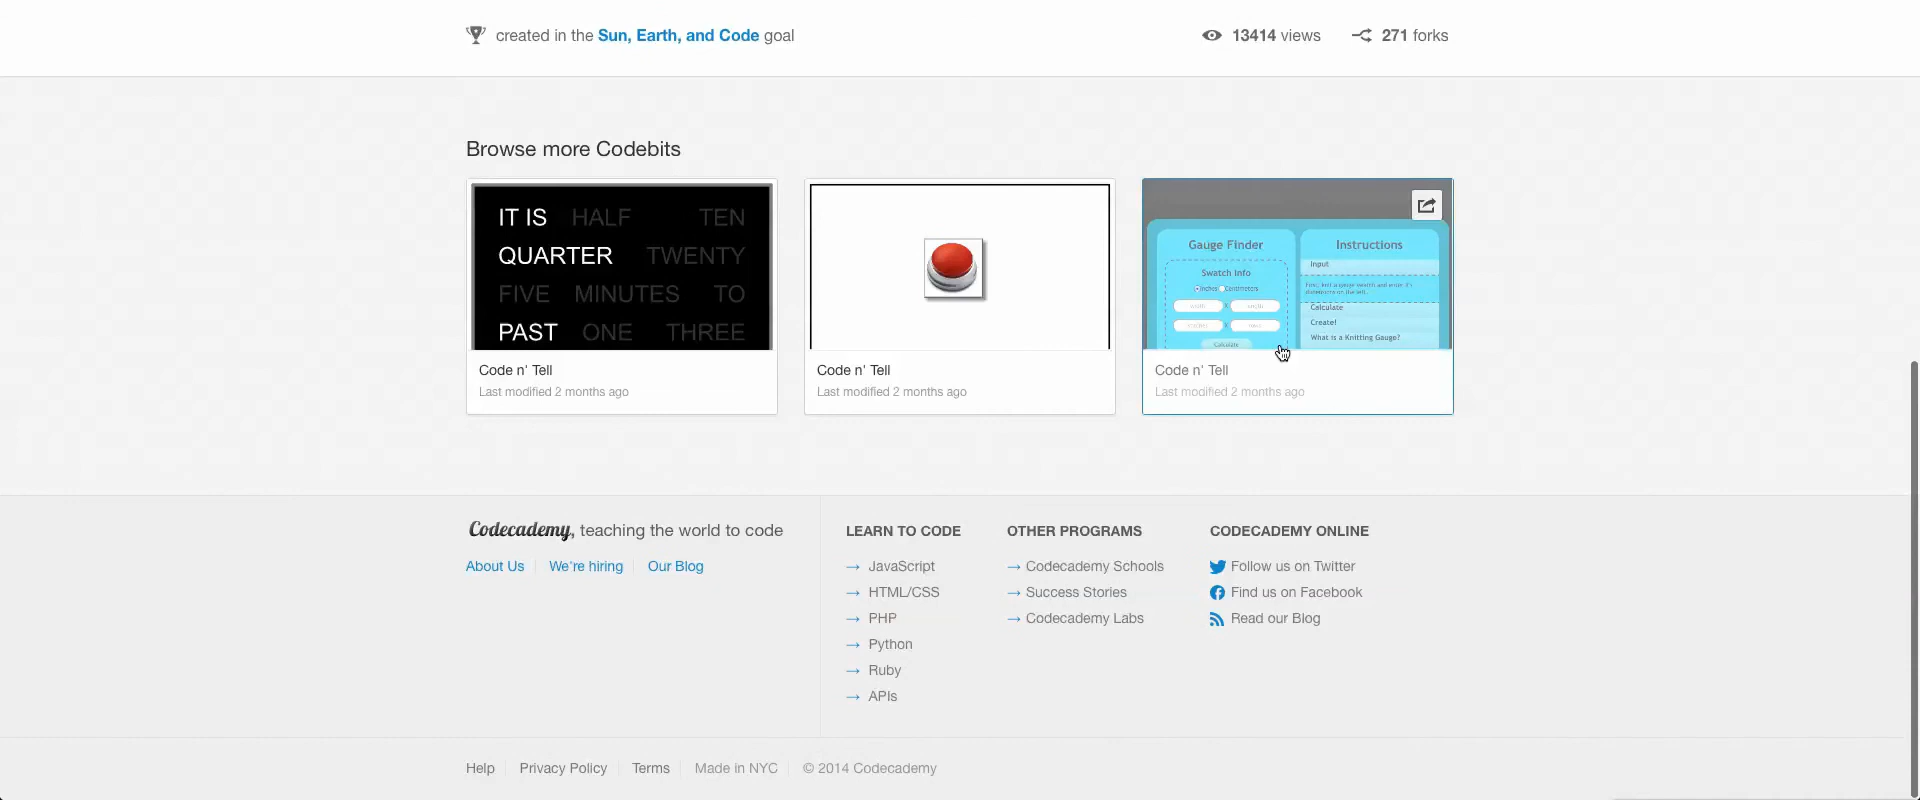 created in the Sun, Earth, and Code goal
13414 views
271 forks
Browse more Codebits
IT IS HALF TEN
QUARTER TWENTY
FIVE MINUTES TO
PAST ONE THREE
Code n' Tell
Last modified 2 months ago
Code n' Tell
Last modified 2 months ago
Gauge Finder
Swatch Info
Inches Centimeters
Calculate
Instructions
Input
Calculate
Create!
What is a Knitting Gauge?
Code n' Tell
Last modified 2 months ago
Codecademy, teaching the world to code
About Us We're hiring Our Blog
LEARN TO CODE
JavaScript
HTML/CSS
PHP
Python
Ruby
APIs
OTHER PROGRAMS
Codecademy Schools
Success Stories
Codecademy Labs
CODECADEMY ONLINE
Follow us on Twitter
Find us on Facebook
Read our Blog
Help Privacy Policy Terms Made in NYC © 2014 Codecademy